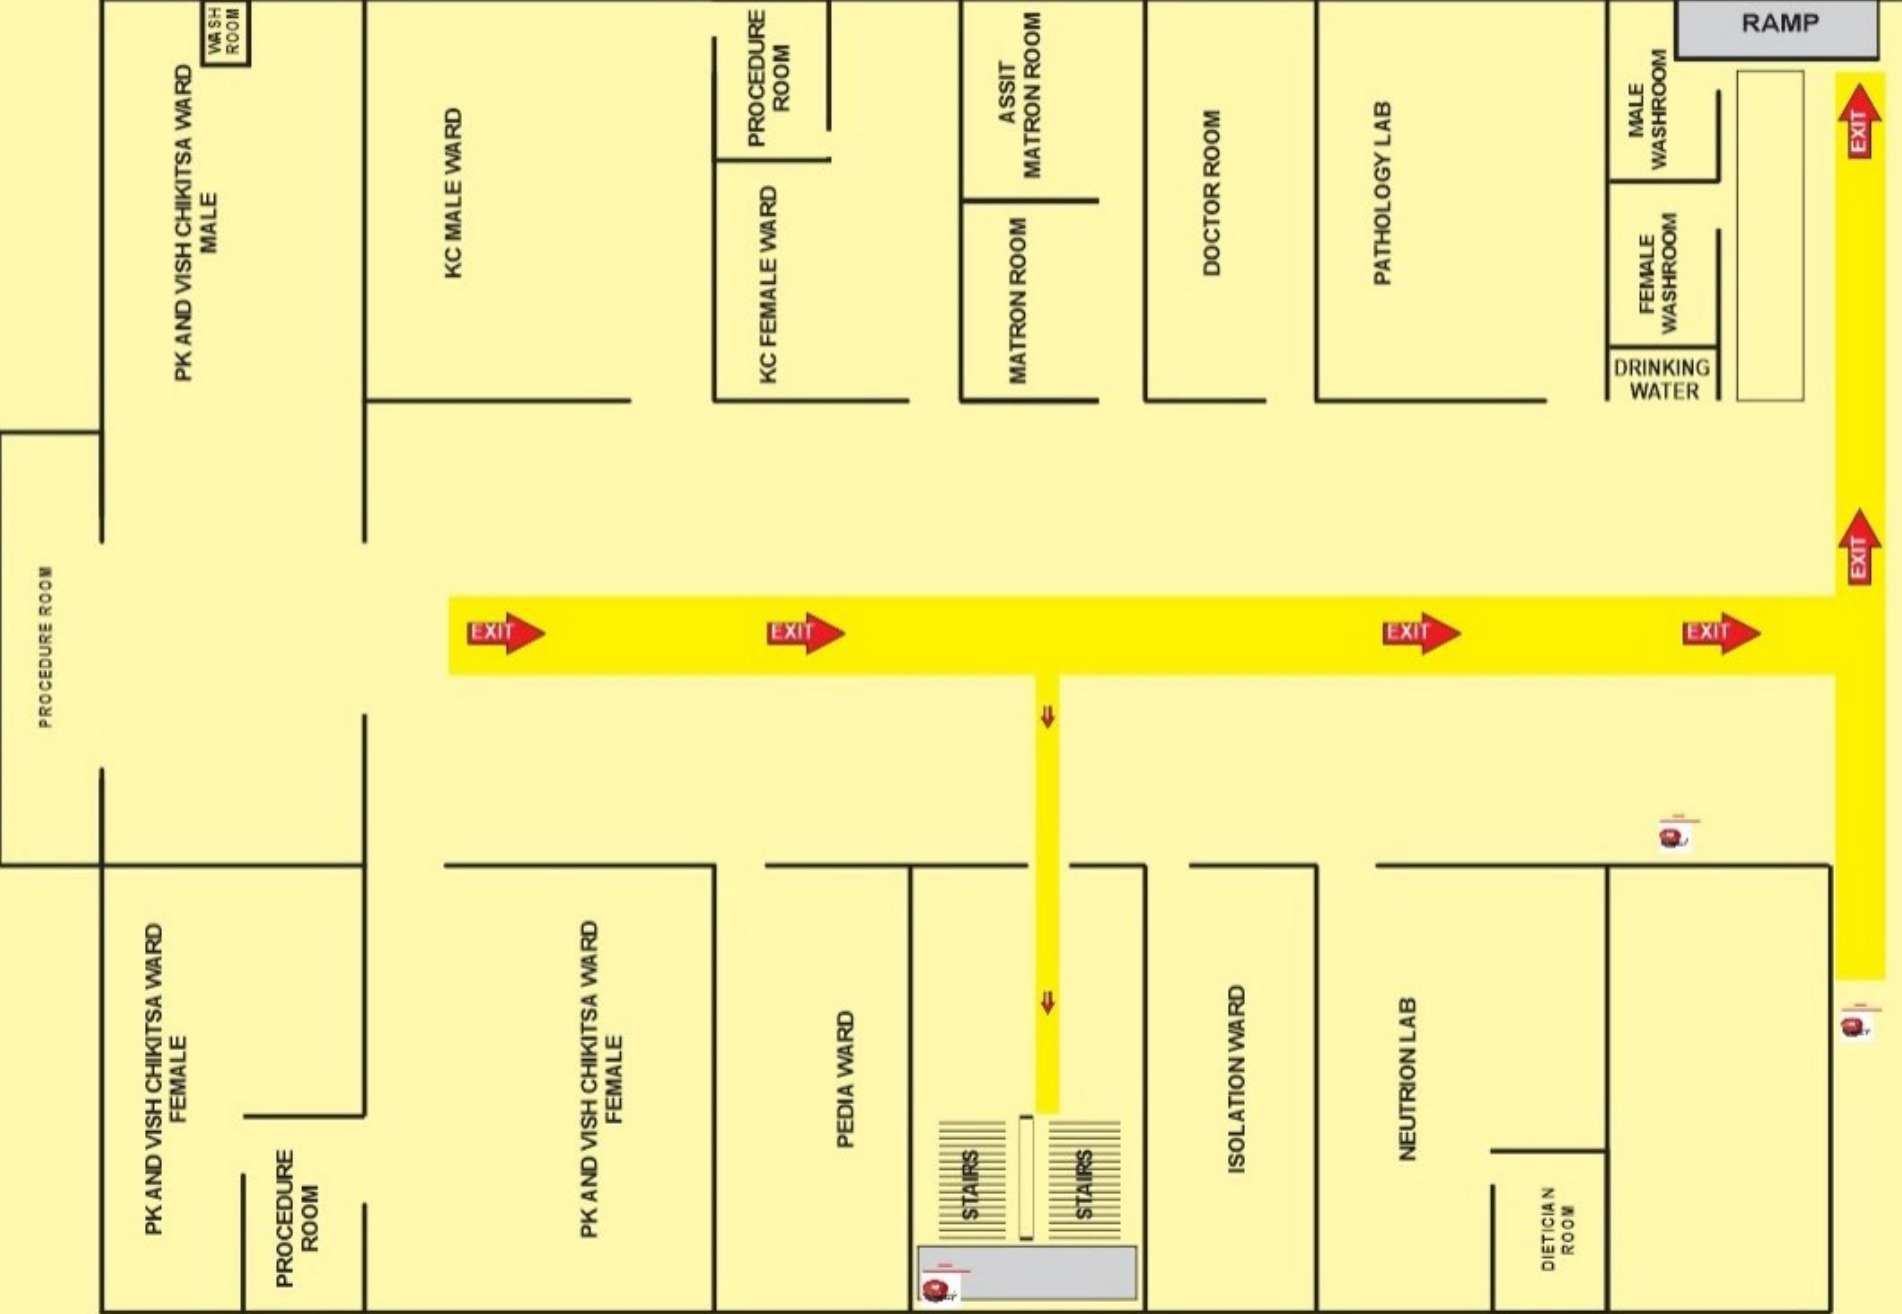 WASH
ROOM
PK AND VISH CHIKITSA WARD
MALE
KC MALE WARD
PROCEDURE
ROOM
KC FEMALE WARD
ASSIT
MATRON ROOM
MATRON ROOM
DOCTOR ROOM
PATHOLOGY LAB
MALE
WASHROOM
FEMALE
WASHROOM
DRINKING
WATER
RAMP
EXIT
EXIT
PROCEDURE ROOM
EXIT
EXIT
EXIT
EXIT
PK AND VISH CHIKITSA WARD
FEMALE
PROCEDURE
ROOM
PK AND VISH CHIKITSA WARD
FEMALE
PEDIA WARD
STAIRS
STAIRS
ISOLATION WARD
NEUTRION LAB
DIETICIAN
ROOM